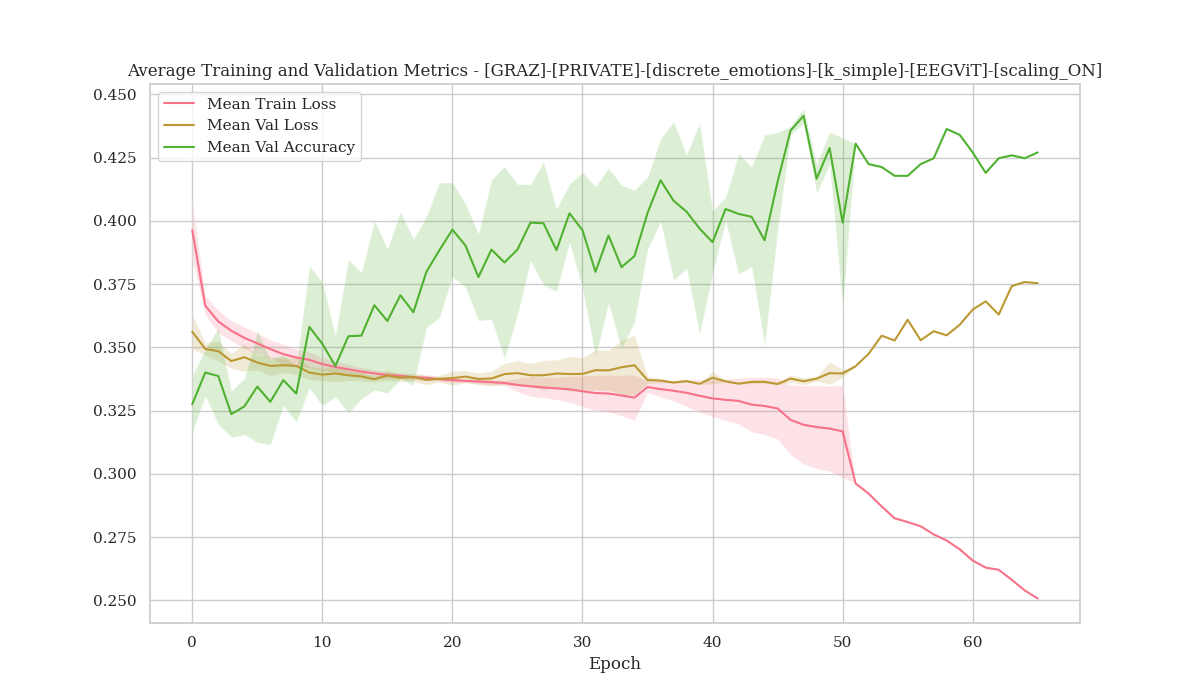 Average Training and Validation Metrics - [GRAZ]-[PRIVATE]-[discrete_emotions]-[k_simple]-[EEGViT]-[scaling_ON]
Mean Train Loss
Mean Val Loss
Mean Val Accuracy
0.450
0.425
0.400
0.375
0.350
0.325
0.300
0.275
0.250
0 10 20 30 40 50 60
Epoch